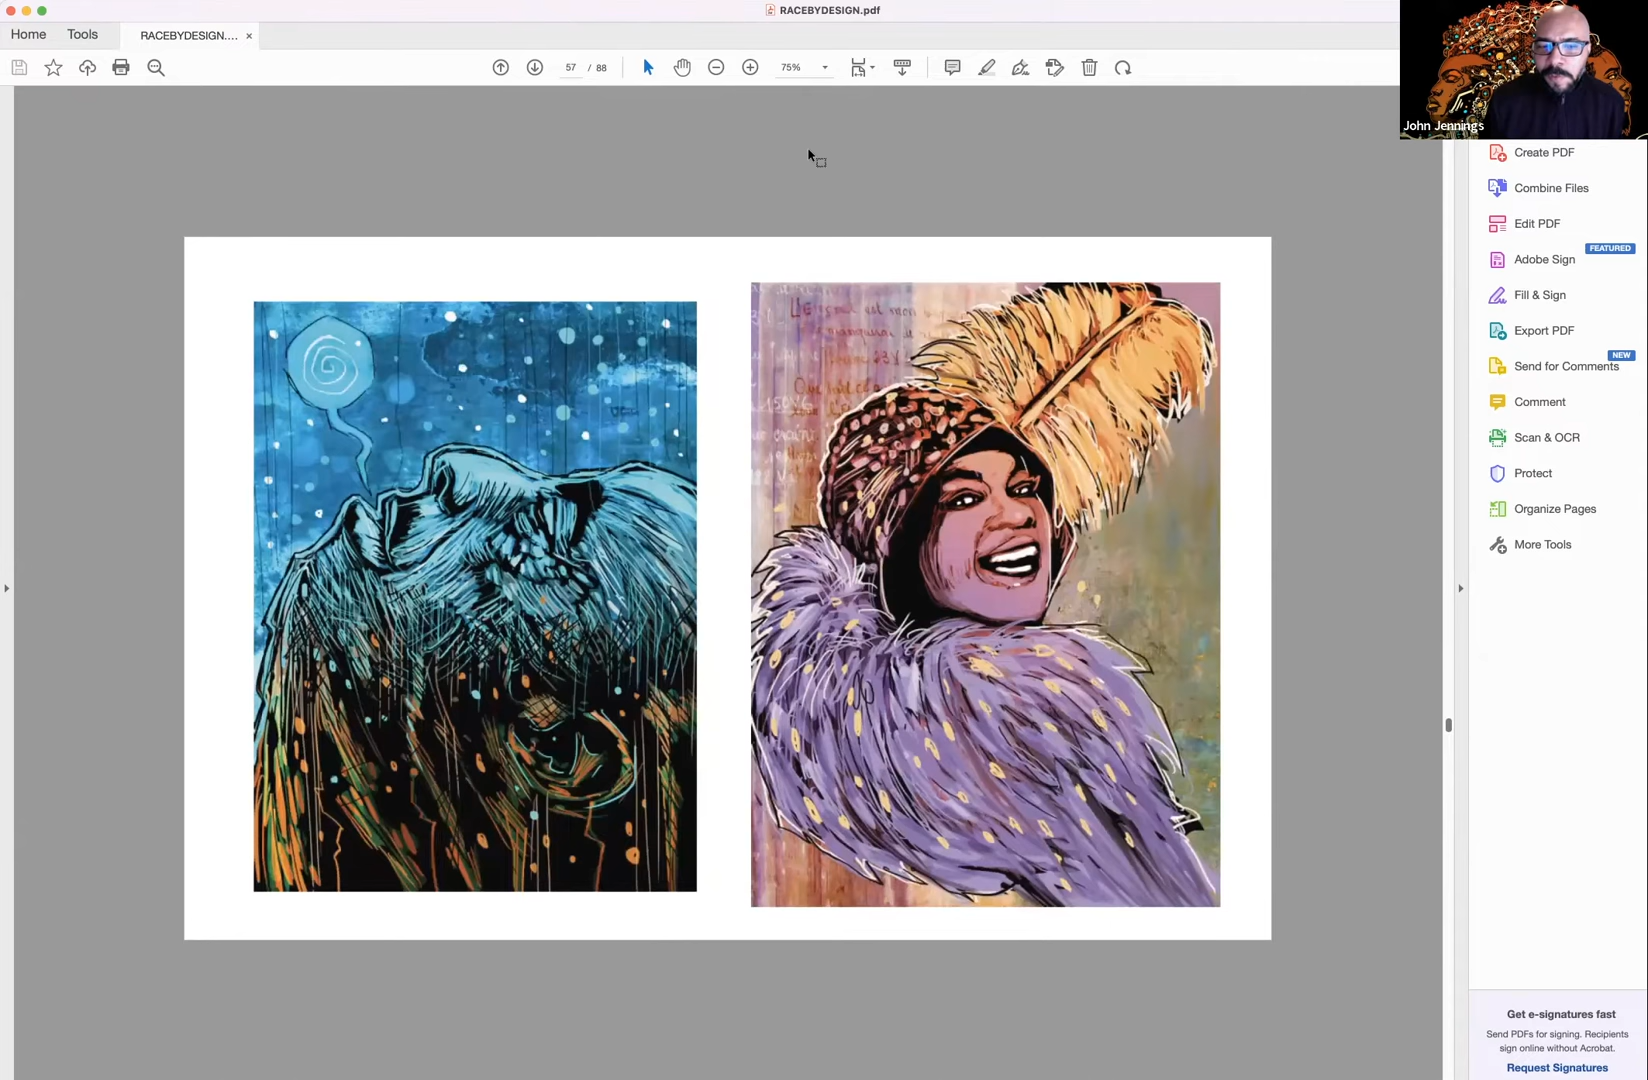 RACEBYDESIGN.pdf
Home
Tools
RACEBYDESIGN....
57 / 88
75%
John Jennings
Create PDF
Combine Files
Edit PDF
FEATURED
Adobe Sign
Fill & Sign
Export PDF
NEW
Send for Comments
Comment
Scan & OCR
Protect
Organize Pages
More Tools
est mon
Get e-signatures fast
Send PDFs for signing. Recipients
sign online without Acrobat.
Request Signatures